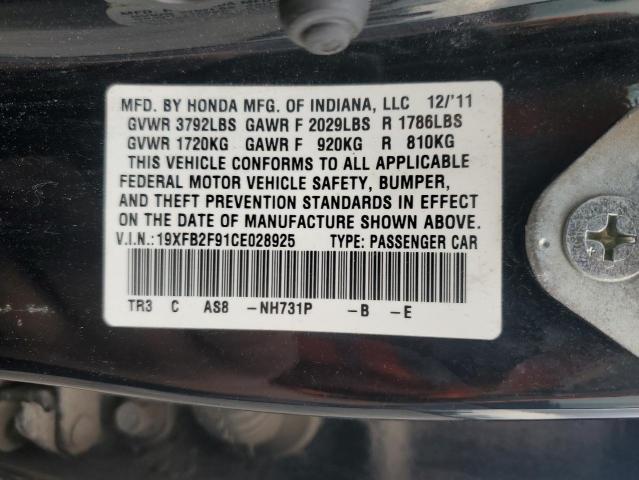 MFD. BY HONDA MFG. OF INDIANA, LLC 12/'11
GVWR 3792LBS GAWR F 2029LBS R 1786LBS
GVWR 1720KG GAWR F 920KG R 810KG
THIS VEHICLE CONFORMS TO ALL APPLICABLE
FEDERAL MOTOR VEHICLE SAFETY, BUMPER,
AND THEFT PREVENTION STANDARDS IN EFFECT
ON THE DATE OF MANUFACTURE SHOWN ABOVE.
V.I.N.: 19XFB2F91CE028925 TYPE: PASSENGER CAR
TR3 C AS8 -NH731P -B -E